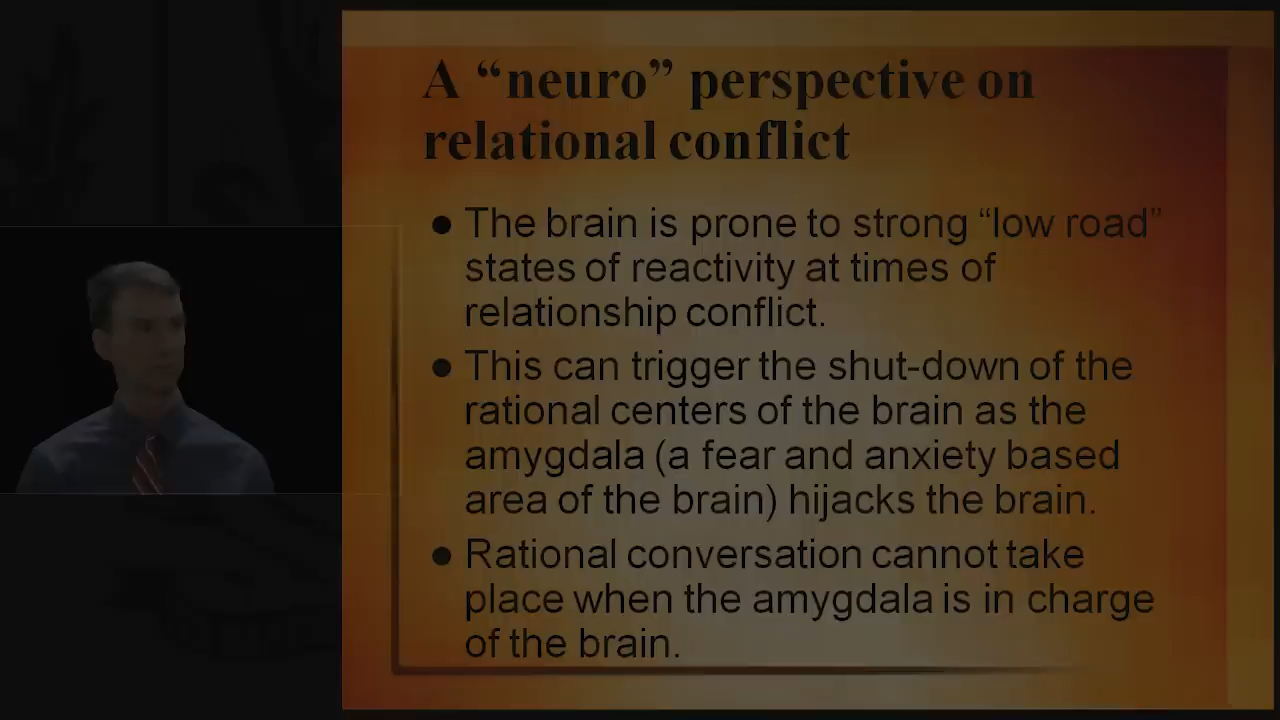 A “neuro” perspective on
relational conflict
● The brain is prone to strong “low road”
states of reactivity at times of
relationship conflict.
● This can trigger the shut-down of the
rational centers of the brain as the
amygdala (a fear and anxiety based
area of the brain) hijacks the brain.
● Rational conversation cannot take
place when the amygdala is in charge
of the brain.